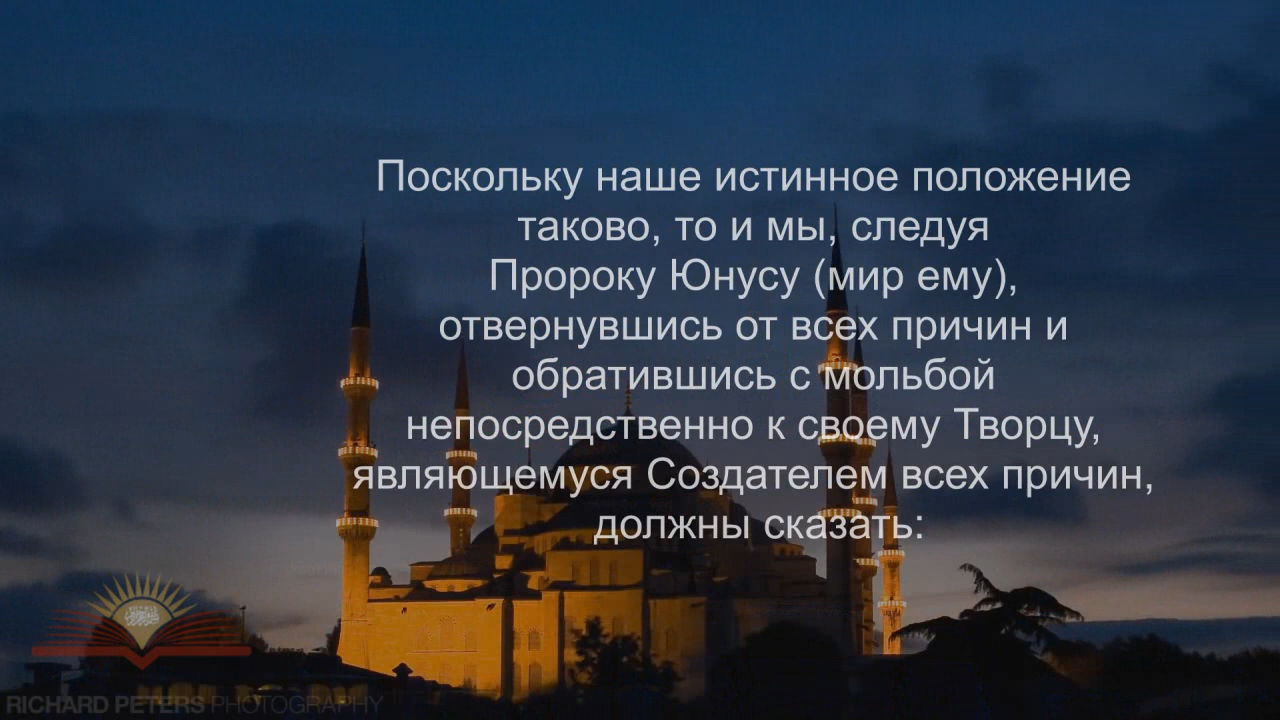 Поскольку наше истинное положение
таково, то и мы, следуя
Пророку Юнусу (мир ему),
отвернувшись от всех причин и
обратившись с мольбой
непосредственно к своему Творцу,
являющемуся Создателем всех причин,
должны сказать:
RICHARD PETERS PHOTOGRAPHY